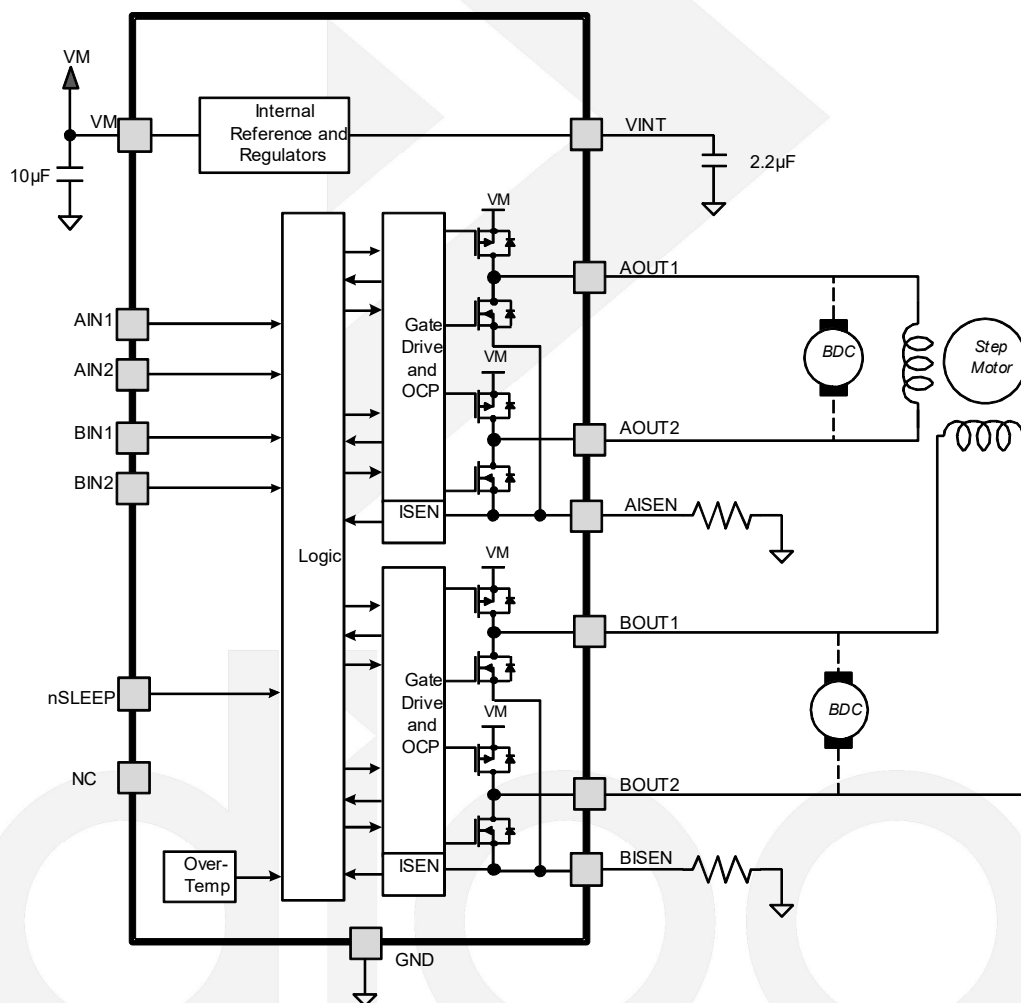 VM
VM
10µF
Internal
Reference and
Regulators
VINT
2.2µF
AIN1
AIN2
BIN1
BIN2
nSLEEP
NC
Logic
Over-
Temp
Gate
Drive
and
OCP
ISEN
VM
VM
AOUT1
AOUT2
AISEN
BDC
Step
Motor
Gate
Drive
and
OCP
ISEN
VM
VM
BOUT1
BOUT2
BISEN
BDC
GND